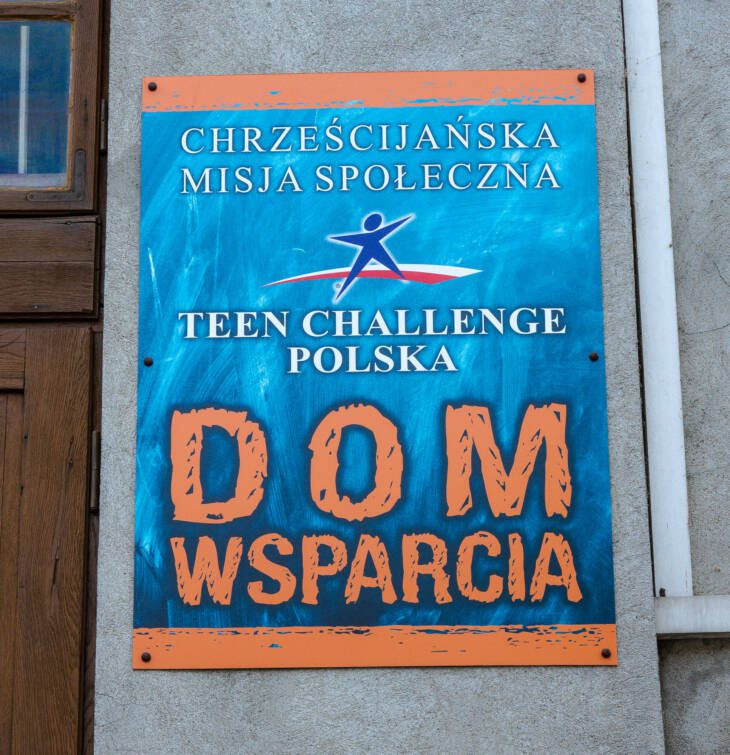 CHRZEŚCIJAŃSKA
MISJA SPOŁECZNA
TEEN CHALLENGE
POLSKA
DOM
WSPARCIA